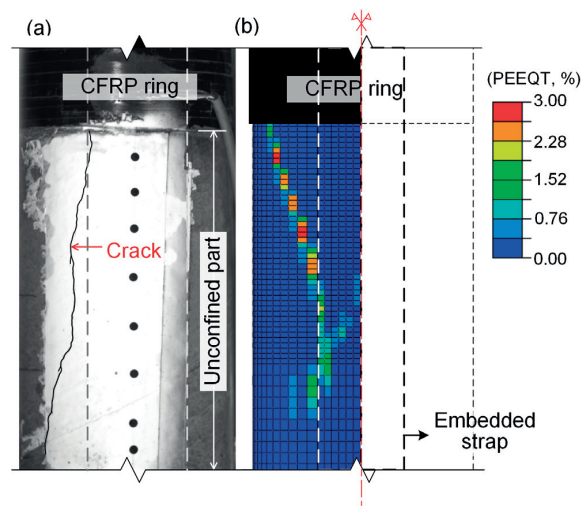 (a)
(b)
CFRP ring
CFRP ring
Crack
Unconfined part
(PEEQT, %)
3.00
2.28
1.52
0.76
0.00
Embedded
strap